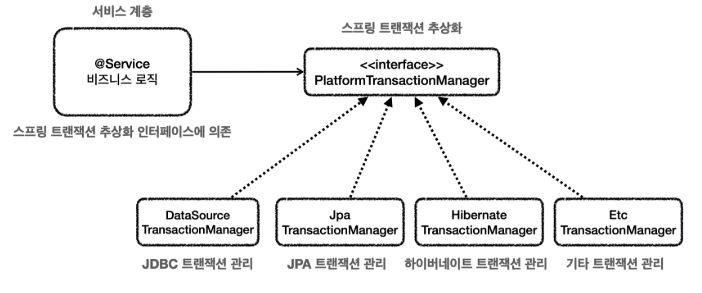 서비스 계층
스프링 트랜잭션 추상화
@Service
비즈니스 로직
<<interface>>
PlatformTransactionManager
스프링 트랜잭션 추상화 인터페이스에 의존
DataSource
TransactionManager
Jpa
TransactionManager
Hibernate
TransactionManager
Etc
TransactionManager
JDBC 트랜잭션 관리
JPA 트랜잭션 관리
하이버네이트 트랜잭션 관리
기타 트랜잭션 관리